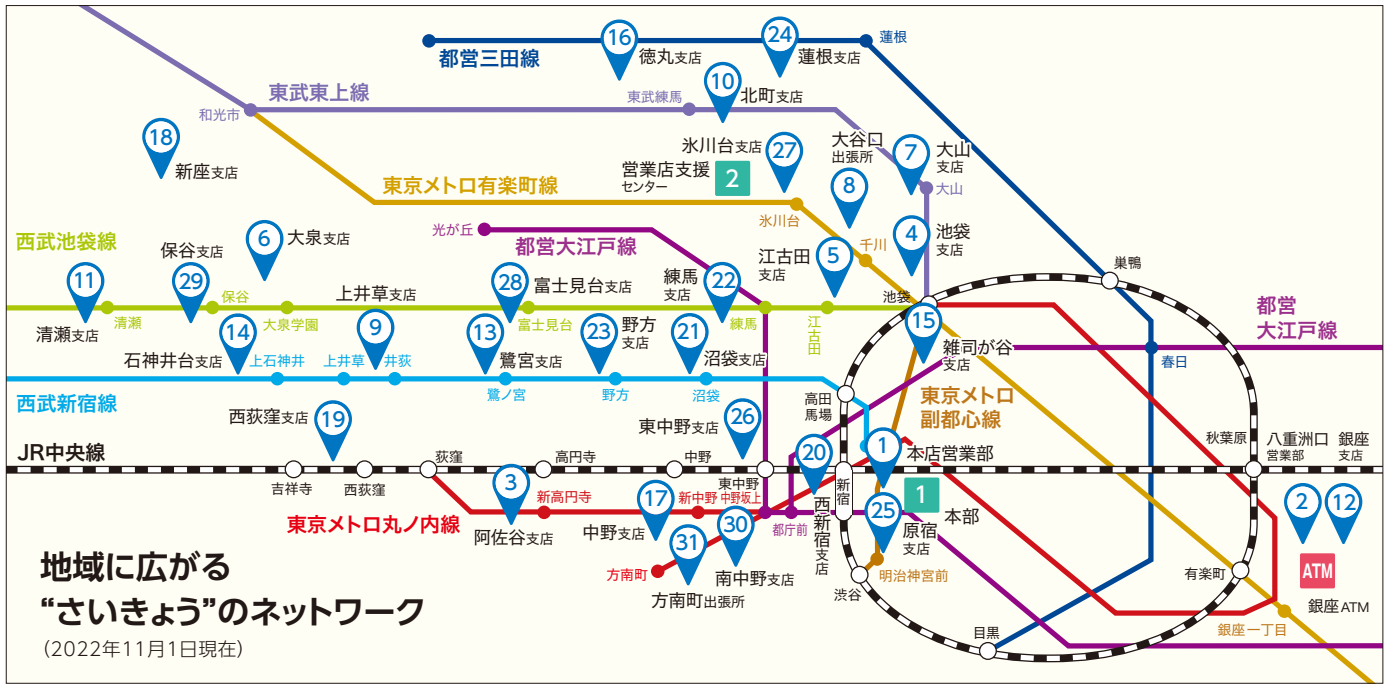 16
24
都営三田線
徳丸支店
蓮根支店
蓮根
10
東武東上線
東武練馬
北町支店
和光市
18
新座支店
氷川台支店
27
大谷口
出張所
7
大山
支店
大山
営業店支援
センター
2
東京メトロ有楽町線
8
氷川台
光が丘
都営大江戸線
千川
4
池袋
支店
西武池袋線
保谷支店
6
大泉支店
江古田
支店
5
11
29
28
富士見台支店
練馬
支店
22
巣鴨
池袋
上井草支店
保谷
清瀬
大泉学園
富士見台
練馬
江古田
都営
大江戸線
清瀬支店
14
9
13
23
野方
支店
21
15
雑司が谷
支店
石神井台支店
上石神井
上井草
井荻
鷺宮支店
沼袋支店
春日
西武新宿線
鷺ノ宮
野方
沼袋
高田
馬場
東京メトロ
副都心線
西荻窪支店
19
東中野支店
26
秋葉原
八重洲口
営業部
銀座
支店
JR中央線
荻窪
高円寺
中野
20
1
本店営業部
吉祥寺
西荻窪
東中野
新宿
3
新高円寺
17
新中野
中野坂上
1
本部
2
12
東京メトロ丸ノ内線
阿佐谷支店
中野支店
30
都庁前
西新宿支店
25
原宿
支店
31
方南町
南中野支店
明治神宮前
有楽町
ATM
地域に広がる
“さいきょう”のネットワーク
方南町出張所
渋谷
銀座ATM
銀座一丁目
目黒
(2022年11月1日現在)